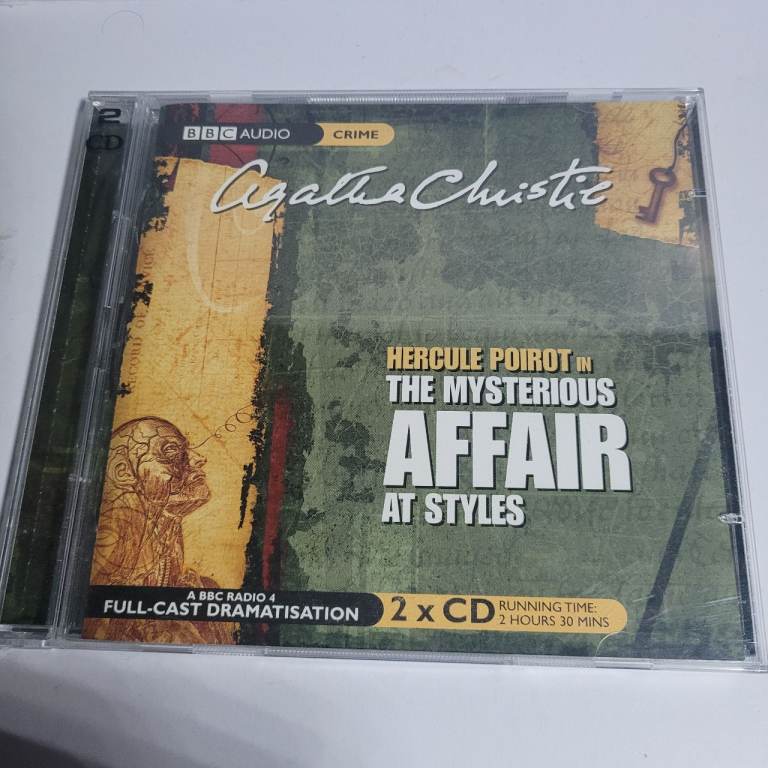 2
CD
BBC AUDIO CRIME
Agatha Christie
HERCULE POIROT IN
THE MYSTERIOUS
AFFAIR
AT STYLES
A BBC RADIO 4
FULL-CAST DRAMATISATION
2 x CD
RUNNING TIME:
2 HOURS 30 MINS